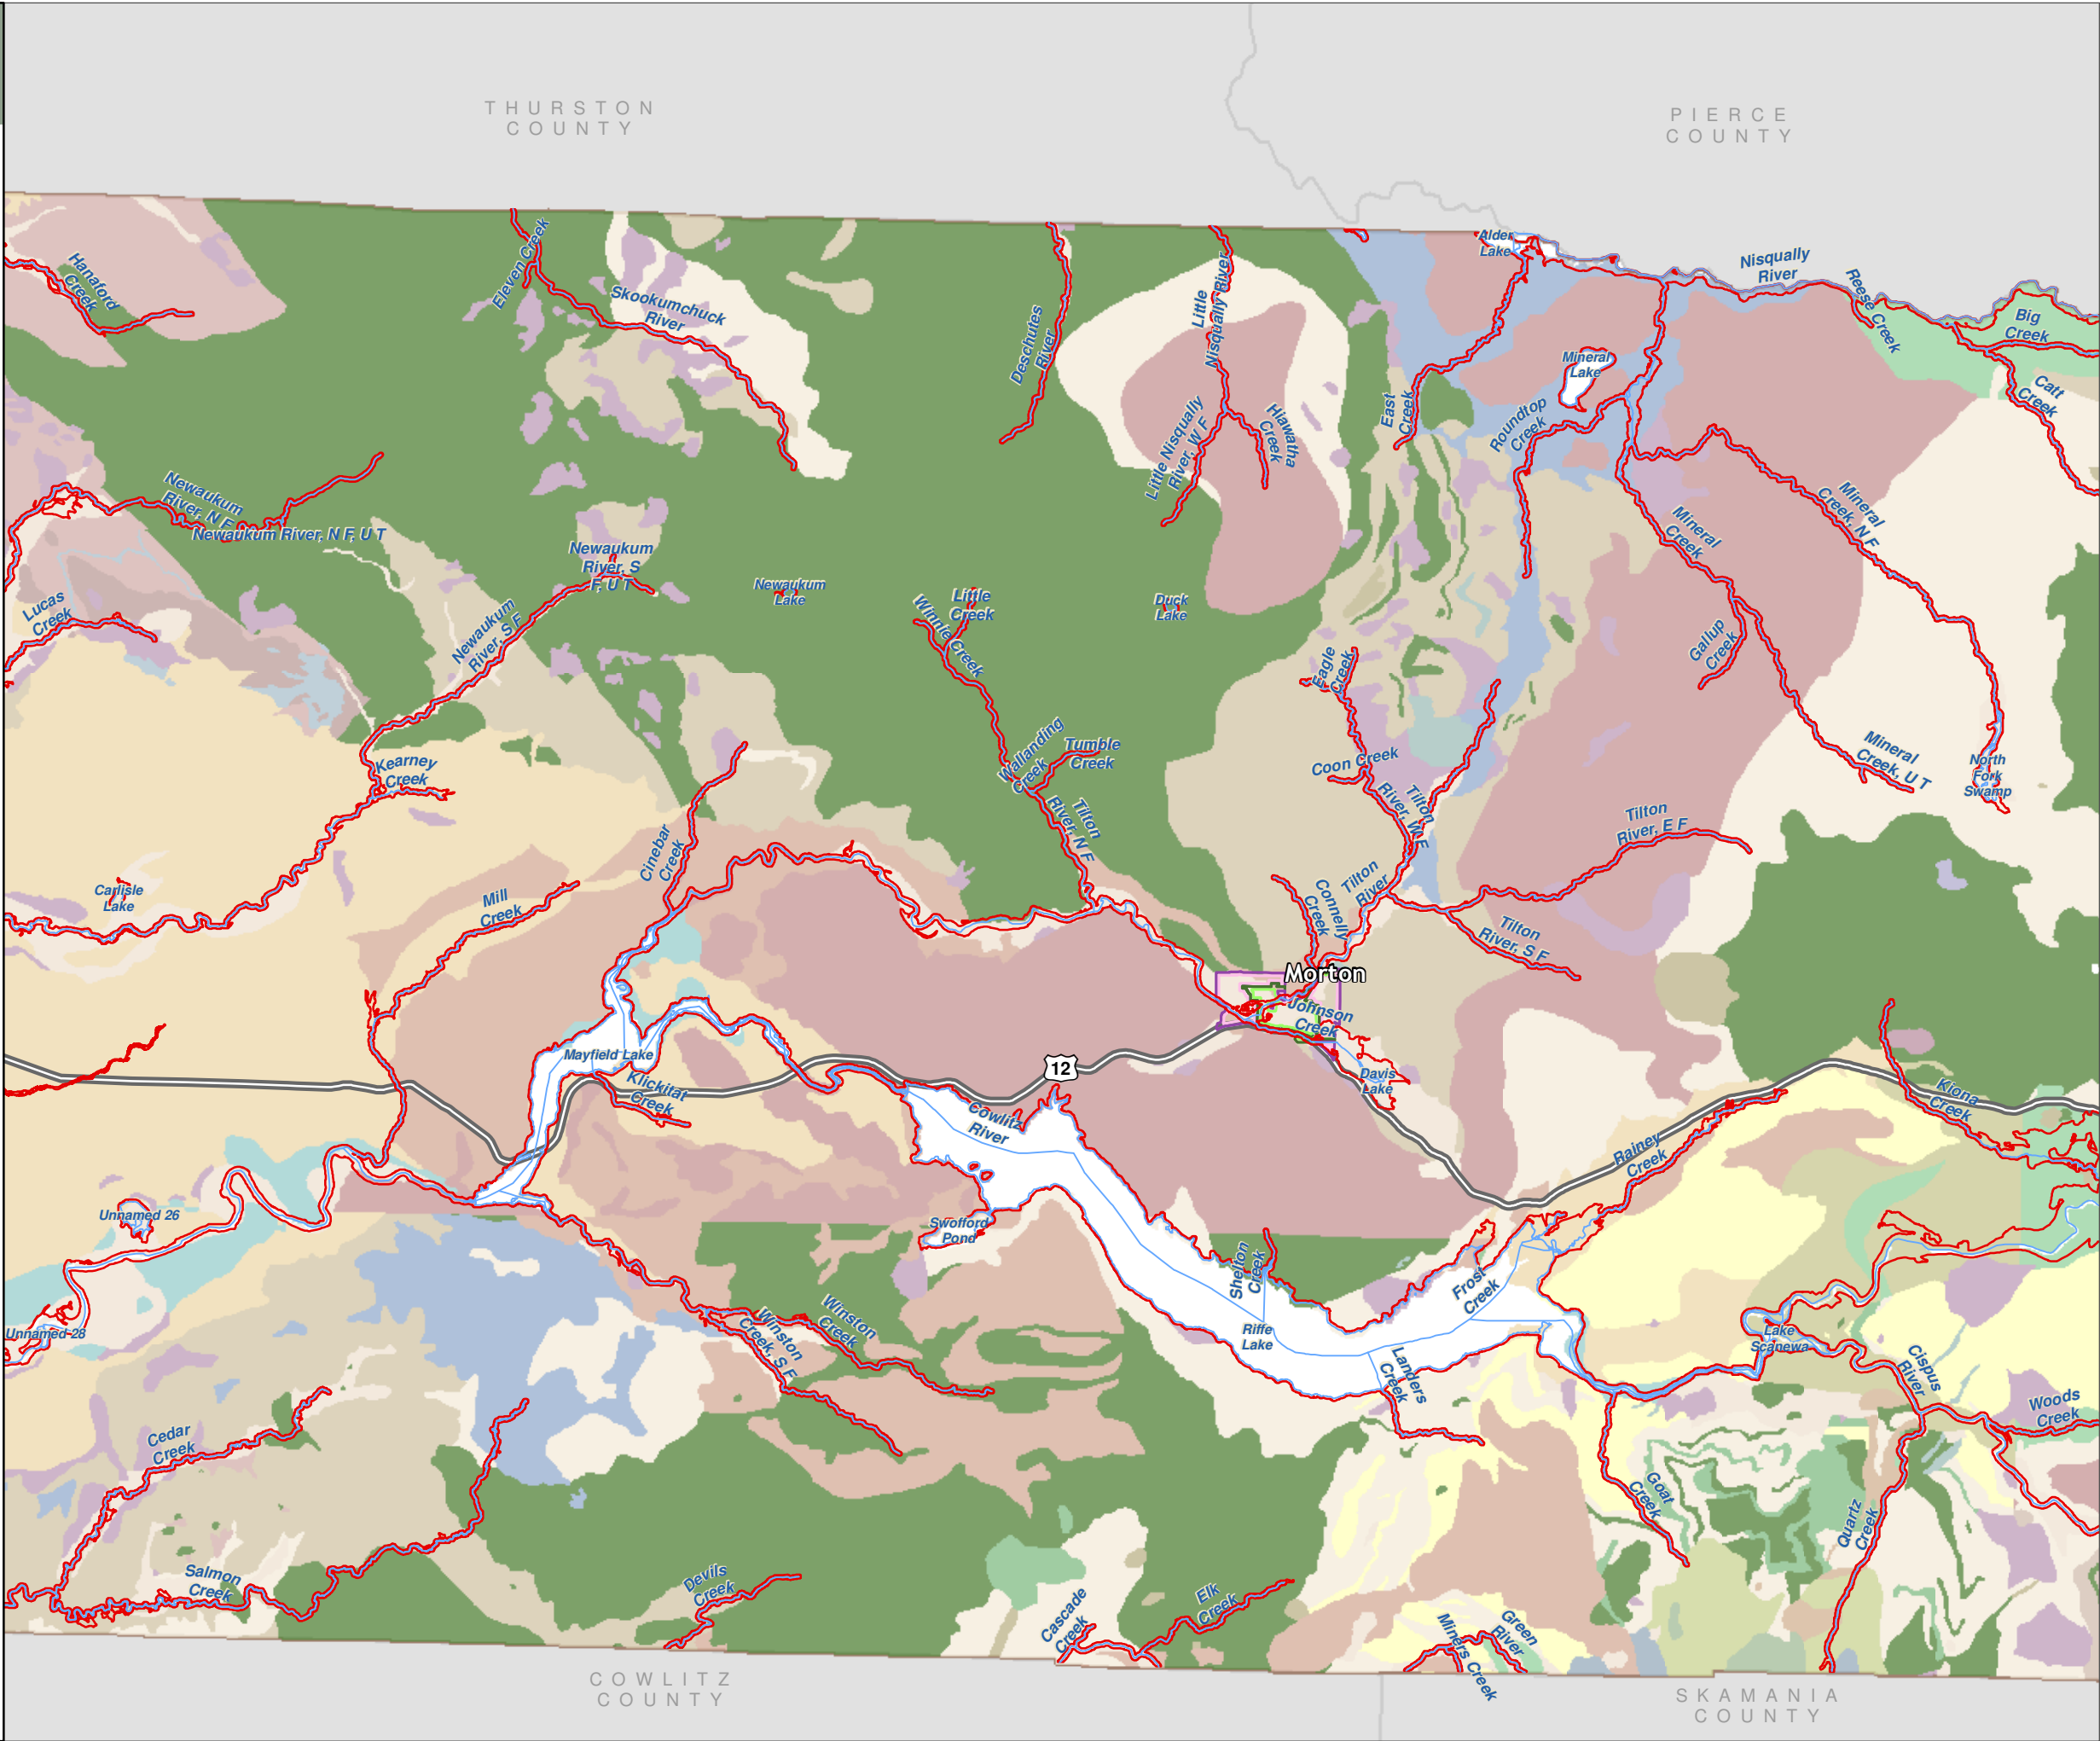 THURSTON
COUNTY
PIERCE
COUNTY
Hanaford
Creek
Eleven Creek
Skookumchuck
River
Deschutes
River
Little
Nisqually River
Alder
Lake
Nisqually
River
Reese Creek
Big
Creek
Catt
Creek
Mineral
Lake
East
Creek
Roundtop
Creek
Hiawatha
Creek
Little Nisqually
River, W F
Newaukum
River, N F
Newaukum River, N F, U T
Mineral
Creek, N F
Mineral
Creek
Newaukum
River, S
F, U T
Newaukum
Lake
Little
Creek
Winnie Creek
Duck
Lake
Lucas
Creek
Newaukum
River, S F
Gallup
Creek
Eagle
Creek
Wallanding
Creek
Tumble
Creek
Coon Creek
Kearney
Creek
Mineral
Creek, U T
North
Fork
Swamp
Tilton
River, N F
Tilton
River, W F
Tilton
River, E F
Cinebar
Creek
Carlisle
Lake
Mill
Creek
Connelly
Creek
Tilton
River
Tilton
River, S F
Morton
Johnson
Creek
Mayfield Lake
12
Davis
Lake
Klickitat
Creek
Cowlitz
River
Kiona
Creek
Rainey
Creek
Unnamed 26
Swofford
Pond
Shelton
Creek
Frost
Creek
Unnamed 28
Winston
Creek
Winston
Creek, S F
Riffe
Lake
Lake
Scanewa
Landers
Creek
Cispus
River
Woods
Creek
Cedar
Creek
Goat
Creek
Quartz
Creek
Salmon
Creek
Devils
Creek
Cascade
Creek
Elk
Creek
Green
River
Miners Creek
COWLITZ
COUNTY
SKAMANIA
COUNTY